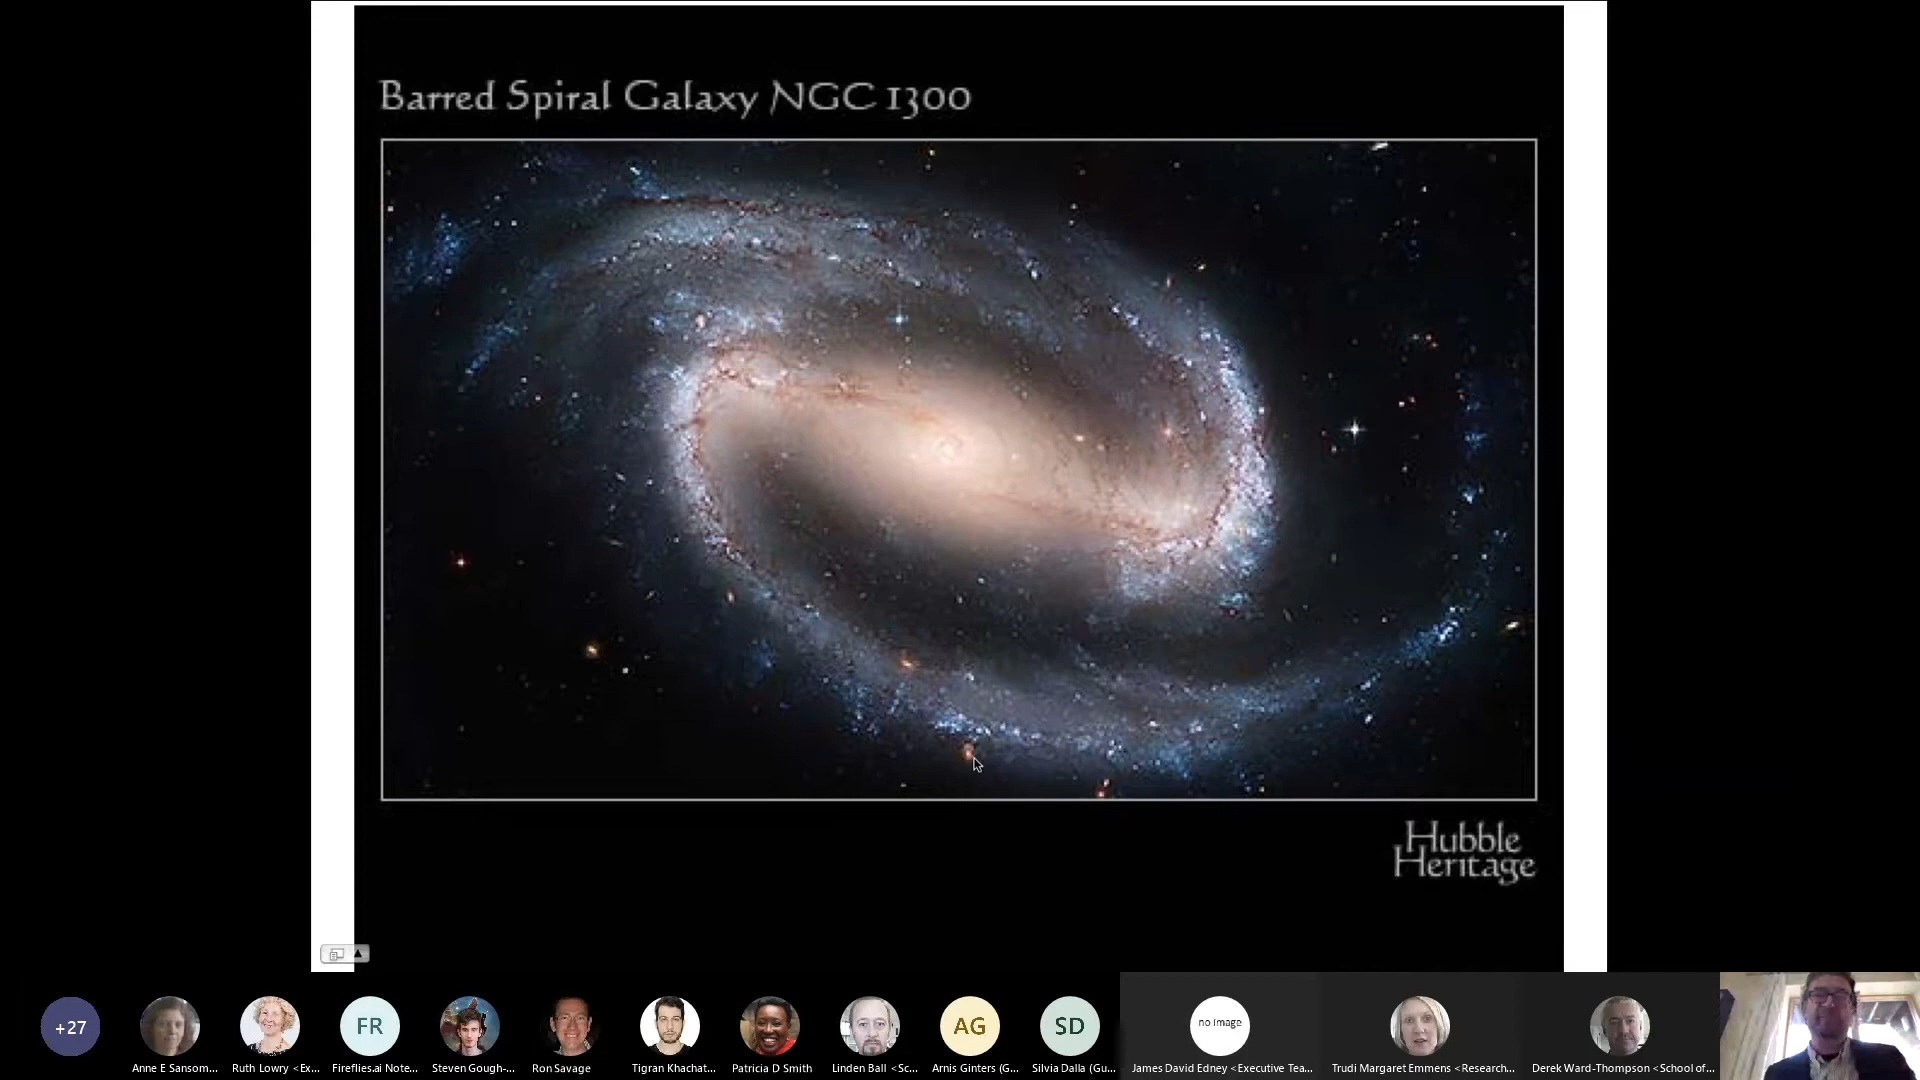 Barred Spiral Galaxy NGC 1300
Hubble
Heritage
+27
FR
AG
SD
no image
Anne E Sansom...
Ruth Lowry <Ex...
Fireflies.ai Note...
Steven Gough-...
Ron Savage
Tigran Khachat...
Patricia D Smith
Linden Ball <Sc...
Arnis Ginters (G...
Silvia Dalla (Gu...
James David Edney <Executive Tea...
Trudi Margaret Emmens <Research...
Derek Ward-Thompson <School of...